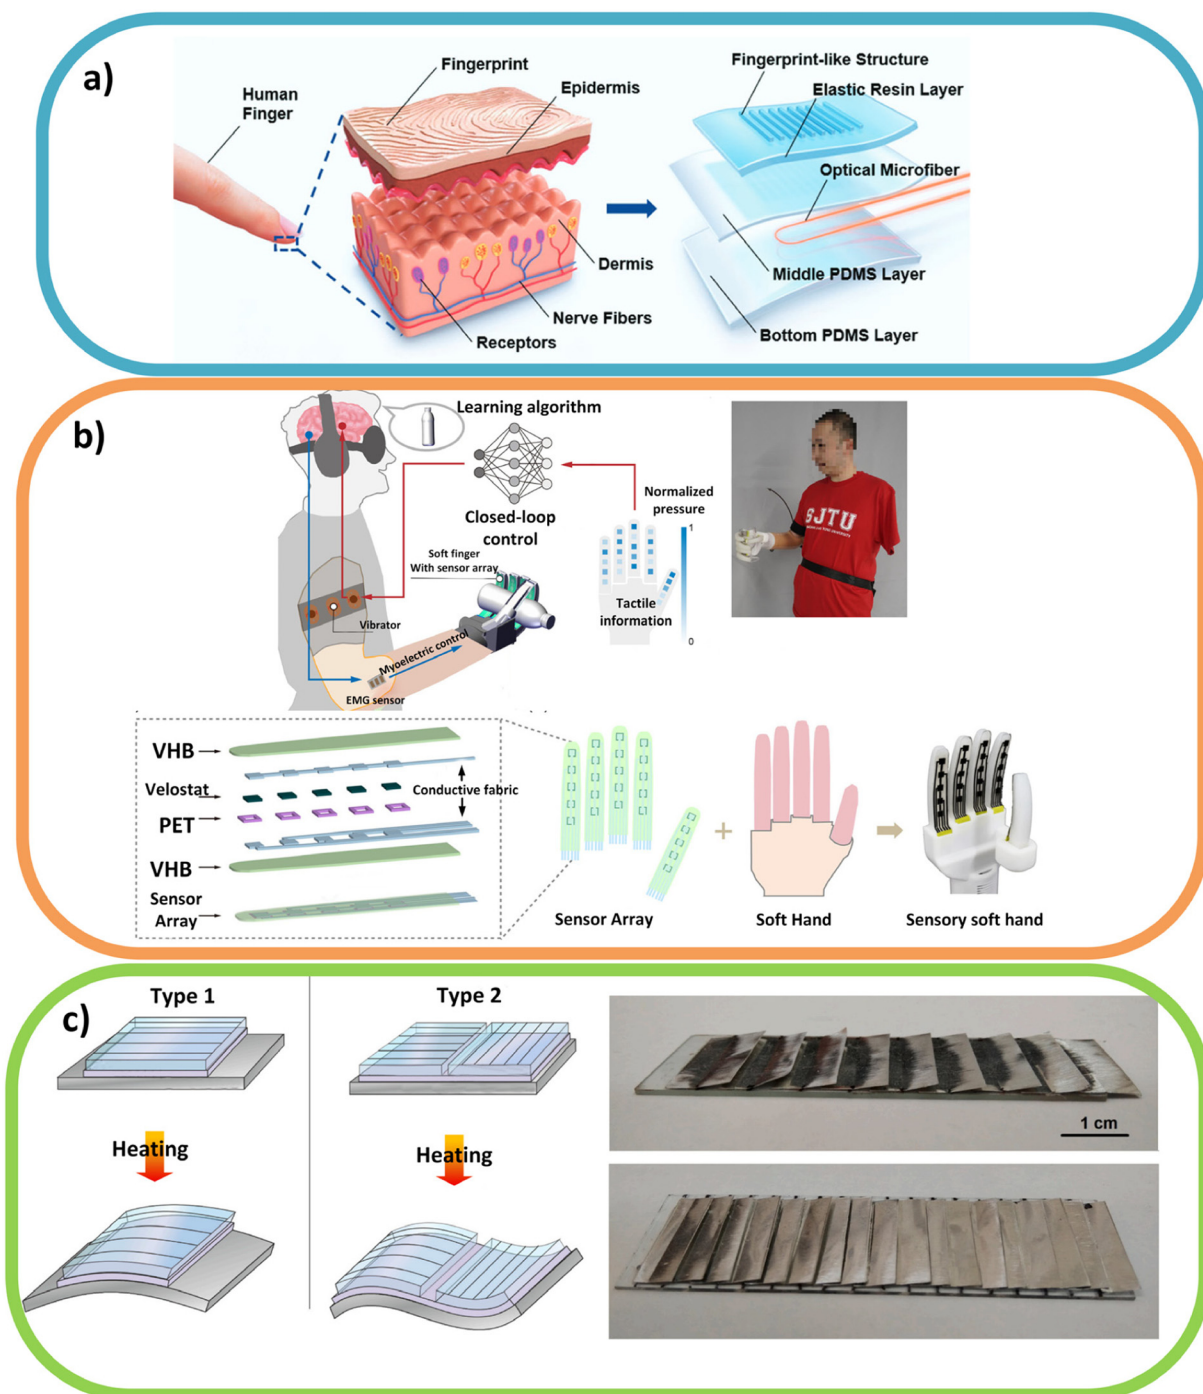 a)
Human
Finger
Fingerprint
Epidermis
Dermis
Nerve Fibers
Receptors
Fingerprint-like Structure
Elastic Resin Layer
Optical Microfiber
Middle PDMS Layer
Bottom PDMS Layer
b)
Learning algorithm
Closed-loop
control
Soft finger
With sensor array
Vibrator
Myoelectric control
EMG sensor
Normalized
pressure
1
0
Tactile
information
SJTU
VHB
Velostat
PET
VHB
Sensor
Array
Conductive fabric
+
Sensor Array
Soft Hand
Sensory soft hand
c)
Type 1
Heating
Type 2
Heating
1 cm